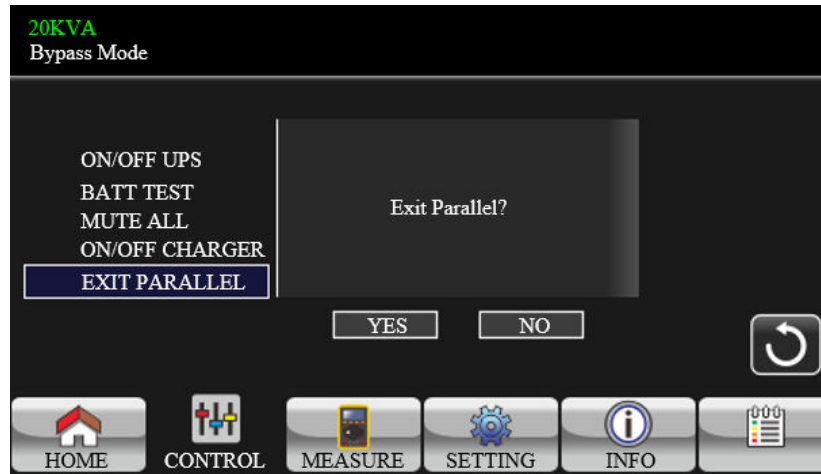 20KVA
Bypass Mode
ON/OFF UPS
BATT TEST
MUTE ALL
ON/OFF CHARGER
EXIT PARALLEL
Exit Parallel?
YES NO
HOME CONTROL MEASURE SETTING INFO